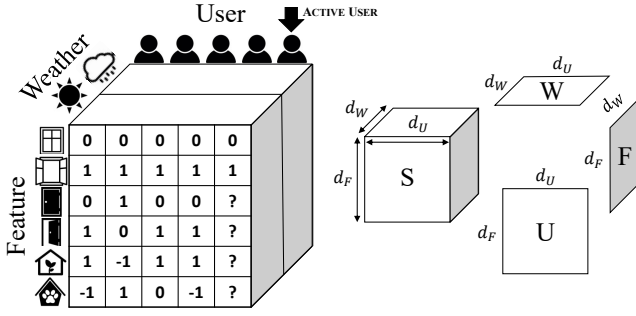 User
ACTIVE USER
Weather
Feature
0 0 0 0 0
1 1 1 1 1
0 1 0 0 ?
1 0 1 1 ?
1 -1 1 1 ?
-1 1 0 -1 ?
d_W
d_U
d_F
S
d_U
d_W
W
d_W
d_F
F
d_U
d_F
U